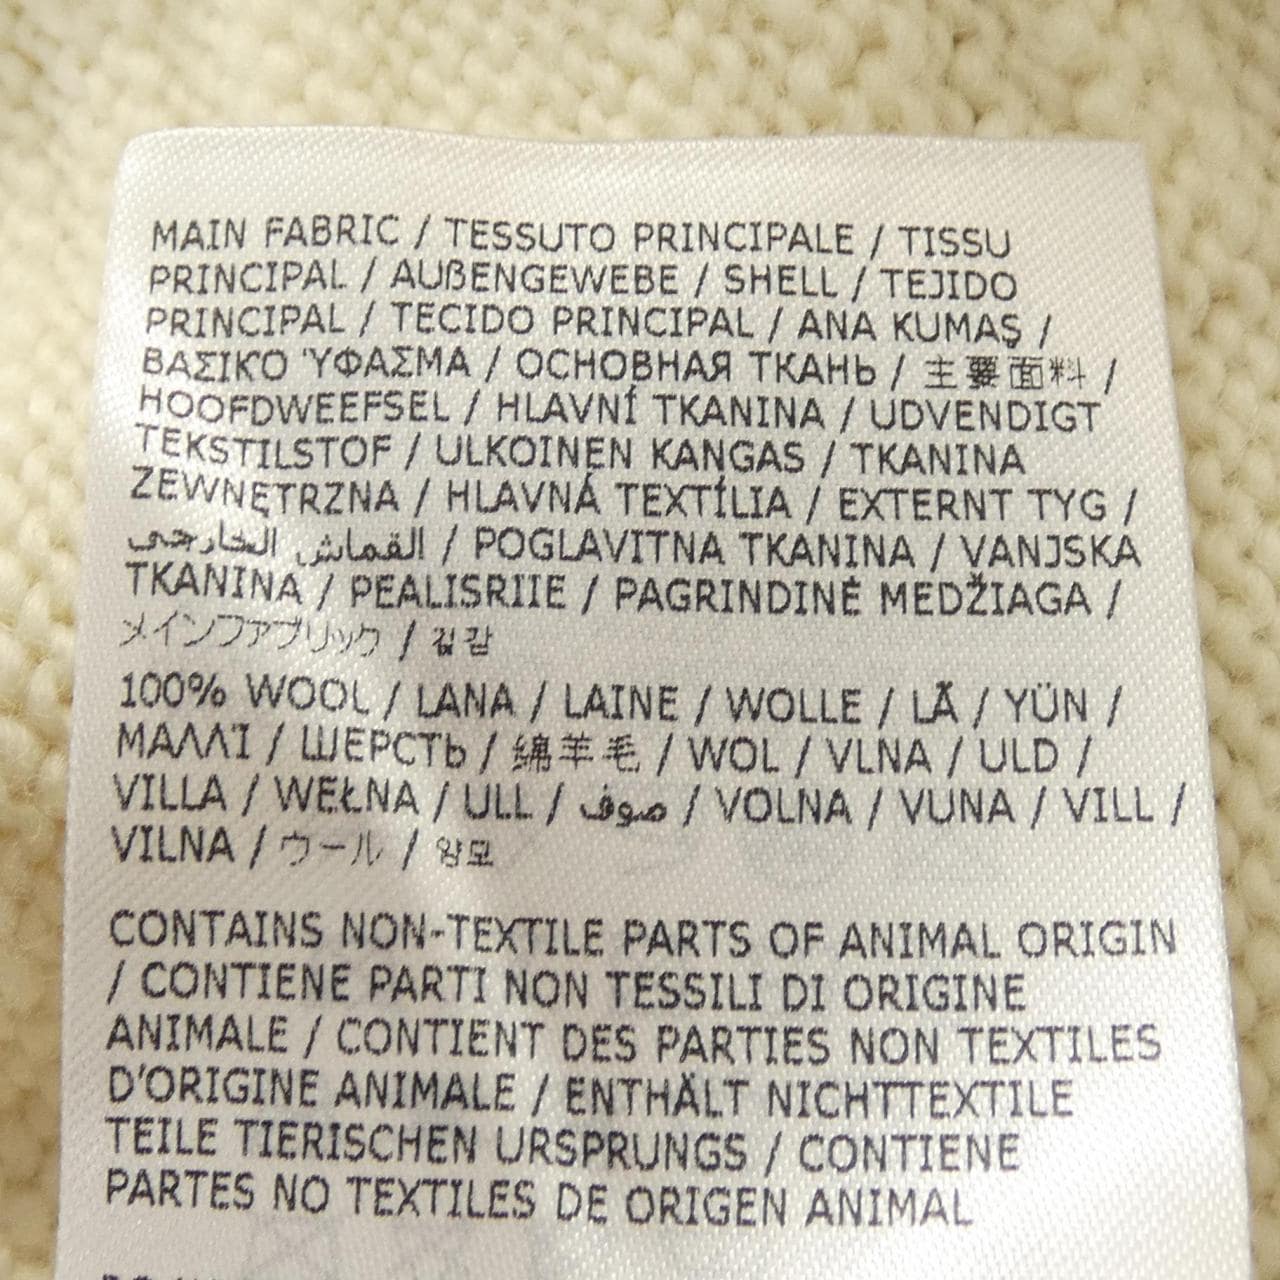 MAIN FABRIC / TESSUTO PRINCIPALE / TISSU
PRINCIPAL / AUßENGEWEBE / SHELL / TEJIDO
PRINCIPAL / TECIDO PRINCIPAL / ANA KUMAŞ /
ΒΑΣΙΚΌ ΎΦΑΣΜΑ / ОСНОВНАЯ ТКАНЬ / 主要面料 /
HOOFDWEEFSEL / HLAVNÍ TKANINA / UDVENDIGT
TEKSTILSTOF / ULKOINEN KANGAS / TKANINA
ZEWNĘTRZNA / HLAVNÁ TEXTÍLIA / EXTERNT TYG /
القماش الخارجى / POGLAVITNA TKANINA / VANJSKA
TKANINA / PEALISRIIE / PAGRINDINĖ MEDŽIAGA /
メインファブリック / 겉감
100% WOOL / LANA / LAINE / WOLLE / LÃ / YÜN /
ΜΑΛΛΊ / ШЕРСТЬ / 绵羊毛 / WOL / VLNA / ULD /
VILLA / WEŁNA / ULL / صوف / VOLNA / VUNA / VILL /
VILNA / ウール / 양모
CONTAINS NON-TEXTILE PARTS OF ANIMAL ORIGIN
/ CONTIENE PARTI NON TESSILI DI ORIGINE
ANIMALE / CONTIENT DES PARTIES NON TEXTILES
D'ORIGINE ANIMALE / ENTHÄLT NICHTTEXTILE
TEILE TIERISCHEN URSPRUNGS / CONTIENE
PARTES NO TEXTILES DE ORIGEN ANIMAL